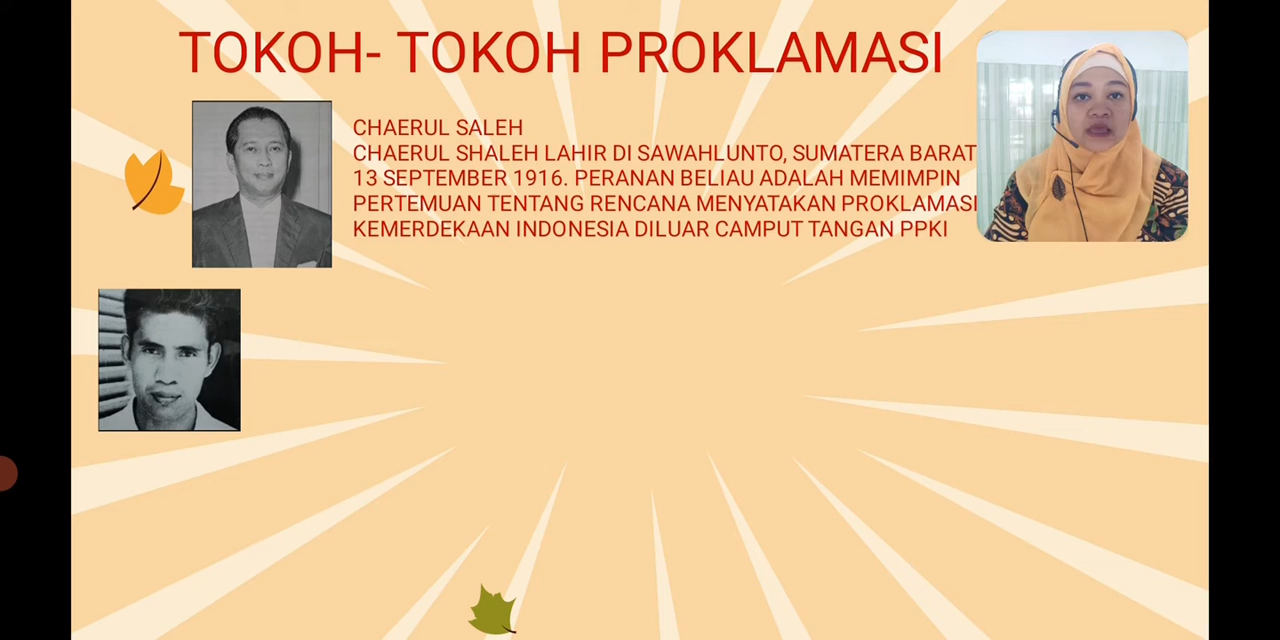 TOKOH- TOKOH PROKLAMASI
CHAERUL SALEH
CHAERUL SHALEH LAHIR DI SAWAHLUNTO, SUMATERA BARAT
13 SEPTEMBER 1916. PERANAN BELIAU ADALAH MEMIMPIN
PERTEMUAN TENTANG RENCANA MENYATAKAN PROKLAMASI
KEMERDEKAAN INDONESIA DILUAR CAMPUT TANGAN PPKI